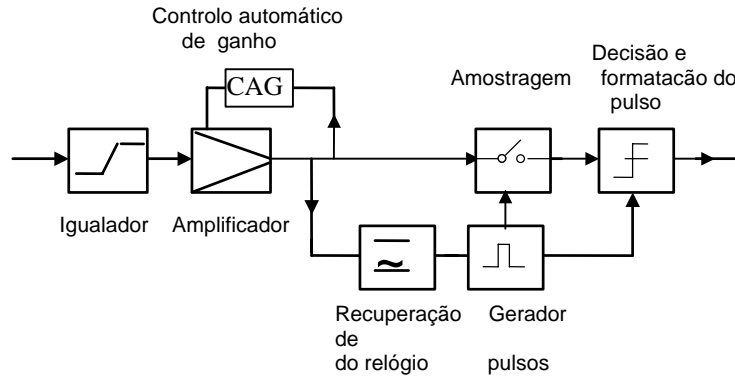 Controlo automático
de ganho
CAG
Amostragem
Decisão e
formatacão do
pulso
Igualador
Amplificador
Recuperação
de
do relógio
Gerador
pulsos